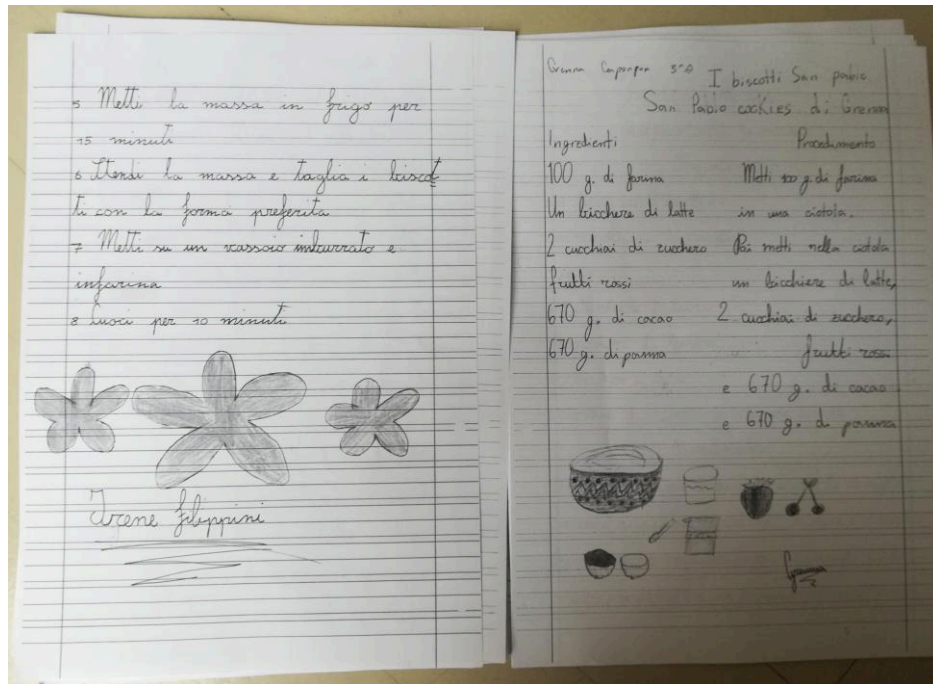 5 Metti la massa in frigo per
15 minuti
6 Stendi la massa e taglia i biscot
ti con la forma preferita
7 Metti su un vassoio imburrato e
infarina
8 Cuoci per 10 minuti
Irene Filippini
3°A
I biscotti San pablo
San Pablo cookies di
Ingredienti
100 g. di farina
Un bicchere di latte
2 cucchiai di zucchero
frutti rossi
670 g. di cacao
670 g. di panna
Procedimento
Metti 100 g. di farina
in una ciotola.
Poi metti nella ciotola
un bicchiere di latte,
2 cucchiai di zucchero,
frutti rossi
e 670 g. di cacao
e 670 g. di panna